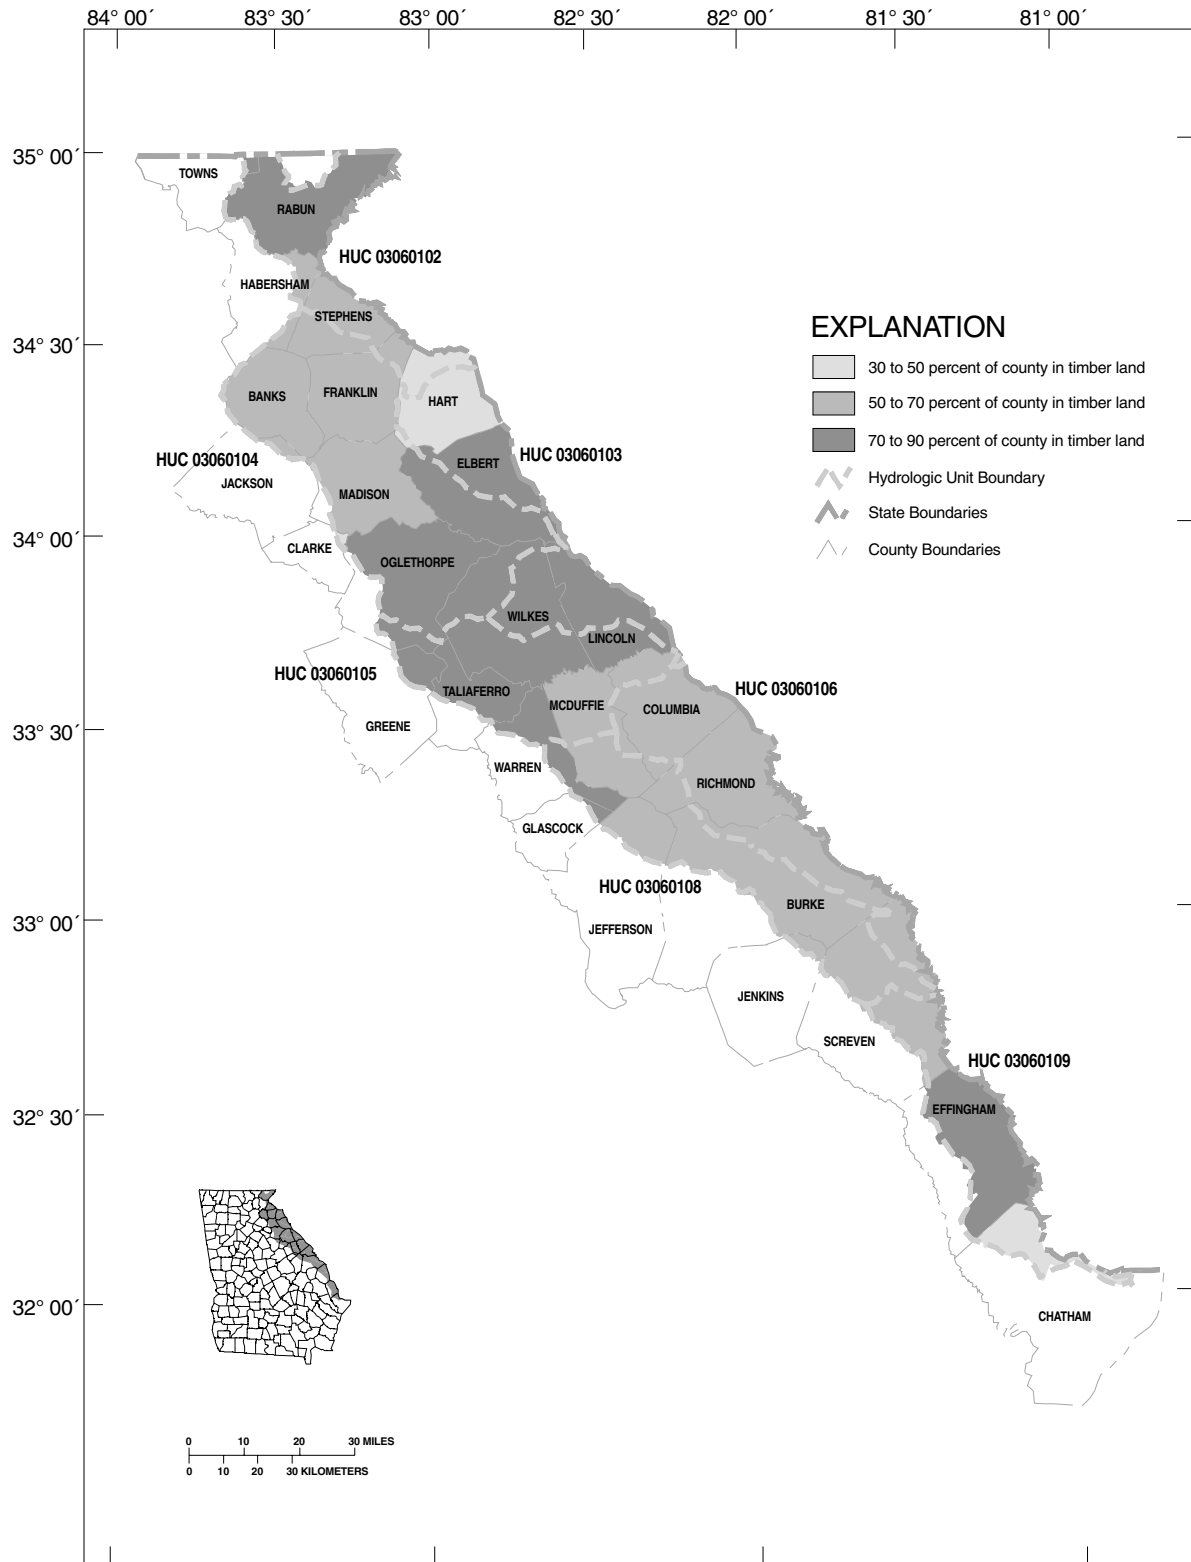 84° 00´ 83° 30´ 83° 00´ 82° 30´ 82° 00´ 81° 30´ 81° 00´
35° 00´
TOWNS
RABUN
HUC 03060102
HABERSHAM
STEPHENS
EXPLANATION
34° 30´
30 to 50 percent of county in timber land
BANKS
FRANKLIN
HART
50 to 70 percent of county in timber land
70 to 90 percent of county in timber land
HUC 03060104
ELBERT
HUC 03060103
Hydrologic Unit Boundary
JACKSON
MADISON
State Boundaries
34° 00´
CLARKE
OGLETHORPE
County Boundaries
WILKES
LINCOLN
HUC 03060105
TALIAFERRO
HUC 03060106
MCDUFFIE
COLUMBIA
33° 30´
GREENE
WARREN
RICHMOND
GLASCOCK
HUC 03060108
BURKE
33° 00´
JEFFERSON
JENKINS
SCREVEN
HUC 03060109
32° 30´
EFFINGHAM
32° 00´
CHATHAM
0 10 20 30 MILES
0 10 20 30 KILOMETERS